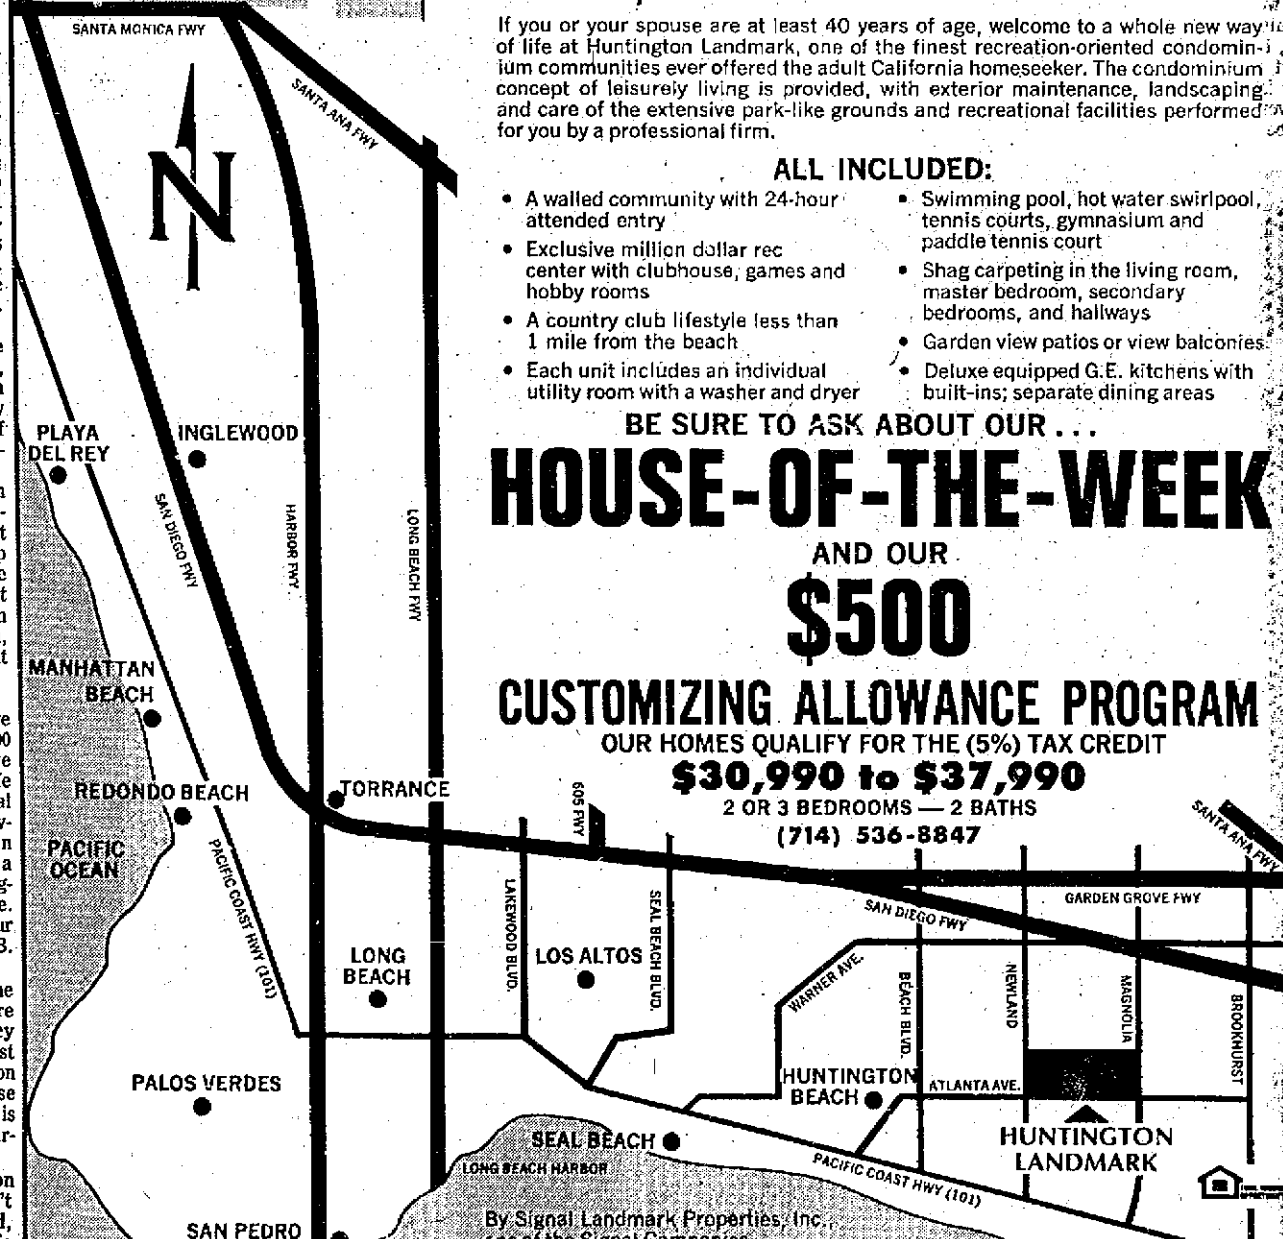 If you or your spouse are at least 40 years of age, welcome to a whole new way
of life at Huntington Landmark, one of the finest recreation-oriented condomin-
ium communities ever offered the adult California homeseeker. The condominium
concept of leisurely living is provided, with exterior maintenance, landscaping
and care of the extensive park-like grounds and recreational facilities performed
for you by a professional firm.
ALL INCLUDED:
• A walled community with 24-hour
attended entry
• Exclusive million dollar rec
center with clubhouse, games and
hobby rooms
• A country club lifestyle less than
1 mile from the beach
• Each unit includes an individual
utility room with a washer and dryer
• Swimming pool, hot water swirlpool,
tennis courts, gymnasium and
paddle tennis court
• Shag carpeting in the living room,
master bedroom, secondary
bedrooms, and hallways
• Garden view patios or view balconies
• Deluxe equipped G.E. kitchens with
built-ins; separate dining areas
BE SURE TO ASK ABOUT OUR . . .
HOUSE-OF-THE-WEEK
AND OUR
$500
CUSTOMIZING ALLOWANCE PROGRAM
OUR HOMES QUALIFY FOR THE (5%) TAX CREDIT
$30,990 to $37,990
2 OR 3 BEDROOMS — 2 BATHS
(714) 536-8847
SANTA MONICA FWY
SANTA ANA FWY
N
PLAYA
DEL REY
INGLEWOOD
SAN DIEGO FWY
HARBOR FWY.
LONG BEACH FWY
MANHATTAN
BEACH
REDONDO BEACH
TORRANCE
605 FWY
SANTA ANA FWY
PACIFIC
OCEAN
PACIFIC COAST HWY (101)
LAKEWOOD BLVD.
SEAL BEACH BLVD.
GARDEN GROVE FWY
SAN DIEGO FWY
LONG
BEACH
LOS ALTOS
WARNER AVE.
BEACH BLVD.
NEWLAND
MAGNOLIA
BROOKHURST
PALOS VERDES
HUNTINGTON
BEACH
ATLANTA AVE.
SEAL BEACH
HUNTINGTON
LANDMARK
LONG BEACH HARBOR
PACIFIC COAST HWY (101)
SAN PEDRO
By Signal Landmark Properties, Inc.,
one of the Signal Companies